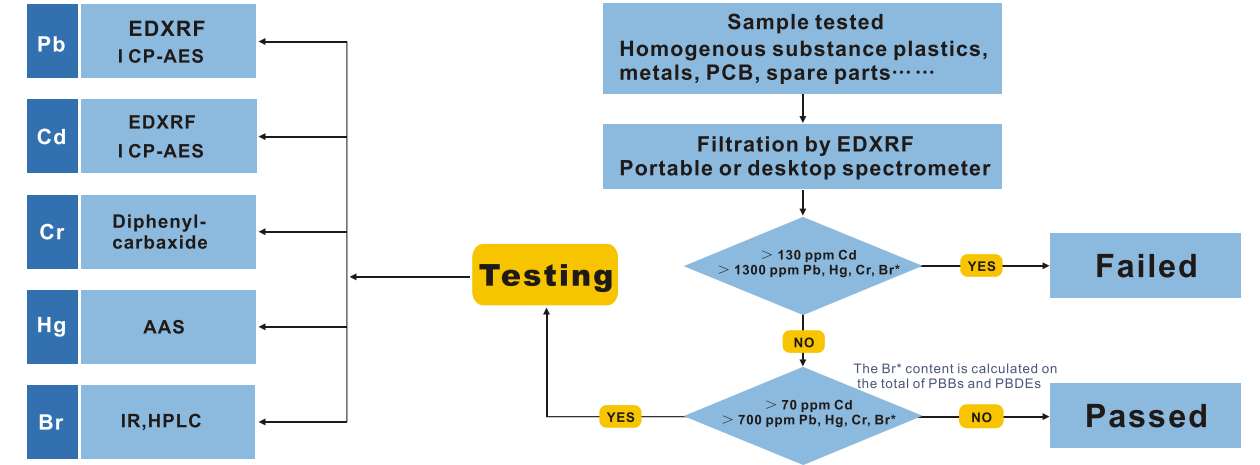 Pb
EDXRF
I CP-AES
Cd
EDXRF
I CP-AES
Cr
Diphenyl-
carbaxide
Hg
AAS
Br
IR,HPLC
Testing
Sample tested
Homogenous substance plastics,
metals, PCB, spare parts……
Filtration by EDXRF
Portable or desktop spectrometer
＞130 ppm Cd
＞1300 ppm Pb, Hg, Cr, Br*
YES
Failed
NO
The Br* content is calculated on
the total of PBBs and PBDEs
＞70 ppm Cd
＞700 ppm Pb, Hg, Cr, Br*
YES
NO
Passed